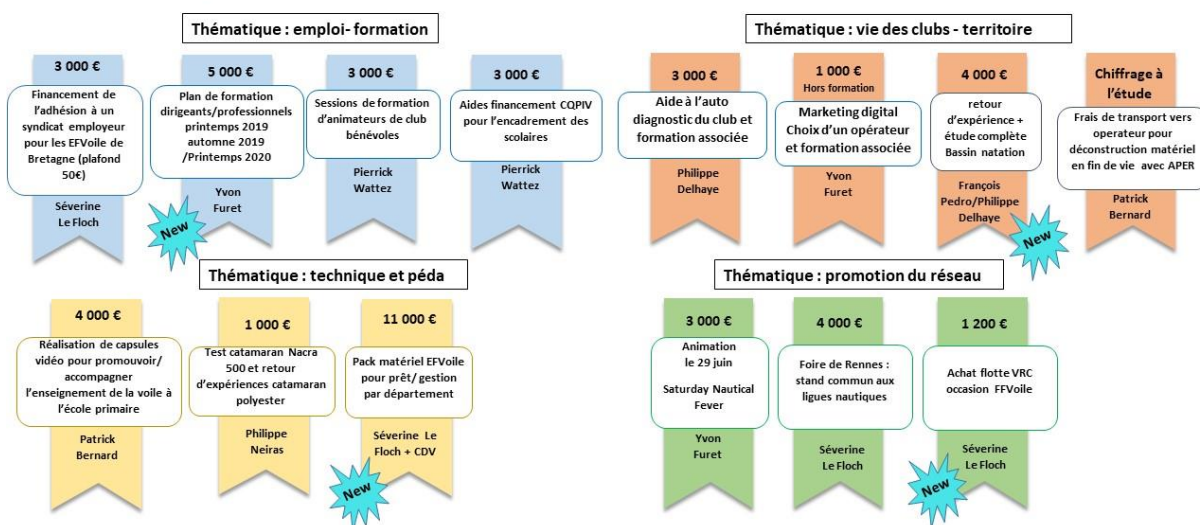 Thématique : emploi- formation
3 000 €
Financement de
l'adhésion à un
syndicat employeur
pour les EFVoile de
Bretagne (plafond
50€)
Séverine
Le Floch
5 000 €
Plan de formation
dirigeants/professionnels
printemps 2019
automne 2019
/Printemps 2020
Yvon
Furet
New
3 000 €
Sessions de formation
d'animateurs de club
bénévoles
Pierrick
Wattez
3 000 €
Aides financement CQPIV
pour l'encadrement des
scolaires
Pierrick
Wattez
Thématique : vie des clubs - territoire
3 000 €
Aide à l'auto
diagnostic du club et
formation associée
Philippe
Delhaye
1 000 €
Hors formation
Marketing digital
Choix d'un opérateur
et formation associée
Yvon
Furet
4 000 €
retour
d'expérience +
étude complète
Bassin natation
François
Pedro/Philippe
Delhaye
New
Chiffrage à
l'étude
Frais de transport vers
operateur pour
déconstruction matériel
en fin de vie avec APER
Patrick
Bernard
Thématique : technique et péda
4 000 €
Réalisation de capsules
vidéo pour promouvoir/
accompagner
l'enseignement de la voile à
l'école primaire
Patrick
Bernard
1 000 €
Test catamaran Nacra
500 et retour
d'expériences catamaran
polyester
Philippe
Neiras
11 000 €
Pack matériel EFVoile
pour prêt/ gestion
par département
Séverine Le
Floch + CDV
New
Thématique : promotion du réseau
3 000 €
Animation
le 29 juin
Saturday Nautical
Fever
Yvon
Furet
4 000 €
Foire de Rennes :
stand commun aux
ligues nautiques
Séverine
Le Floch
1 200 €
Achat flotte VRC
occasion FFVoile
Séverine
Le Floch
New